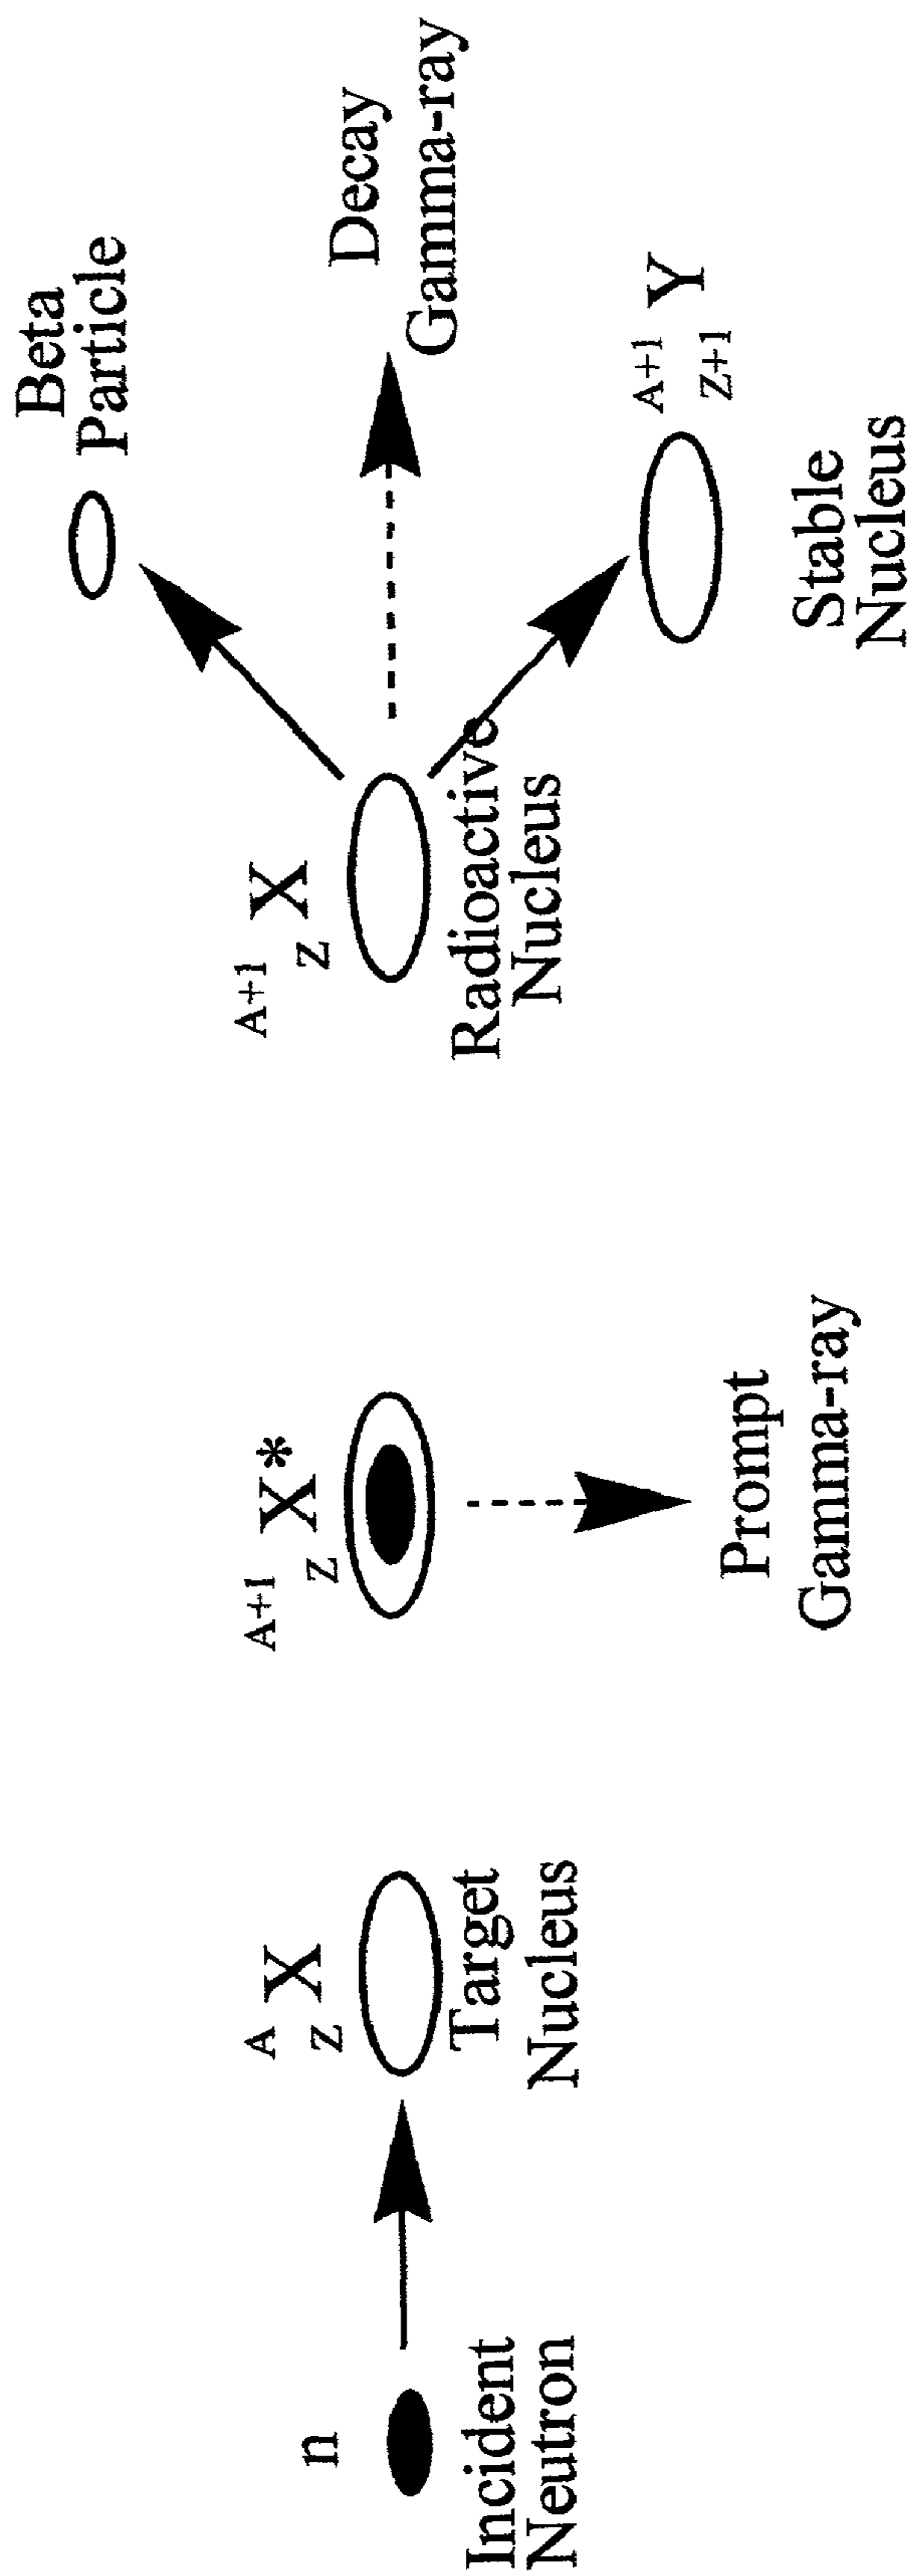 n
Incident
Neutron
A
Z X
Target
Nucleus
A+1
Z X*
Prompt
Gamma-ray
A+1
Z X
Radioactive
Nucleus
Beta
Particle
Decay
Gamma-ray
A+1
Z+1 Y
Stable
Nucleus